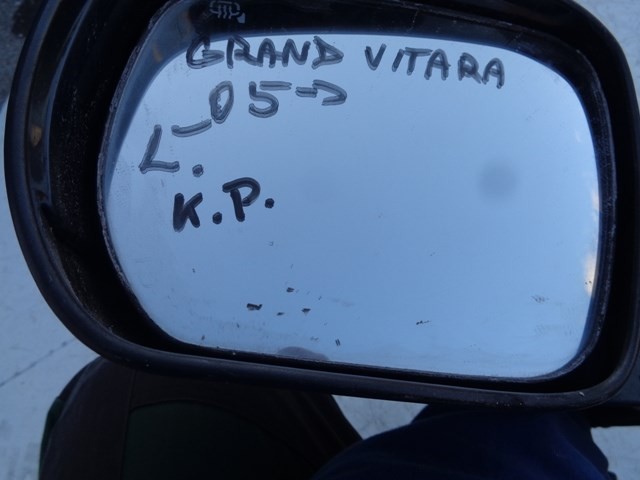 GRAND VITARA
-05->
L.
K.P.